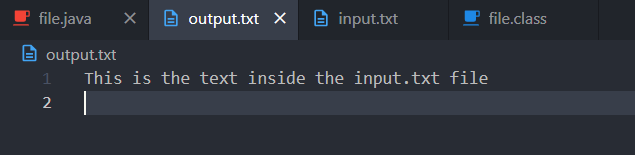 file.java output.txt input.txt file.class
output.txt
1 This is the text inside the input.txt file
2